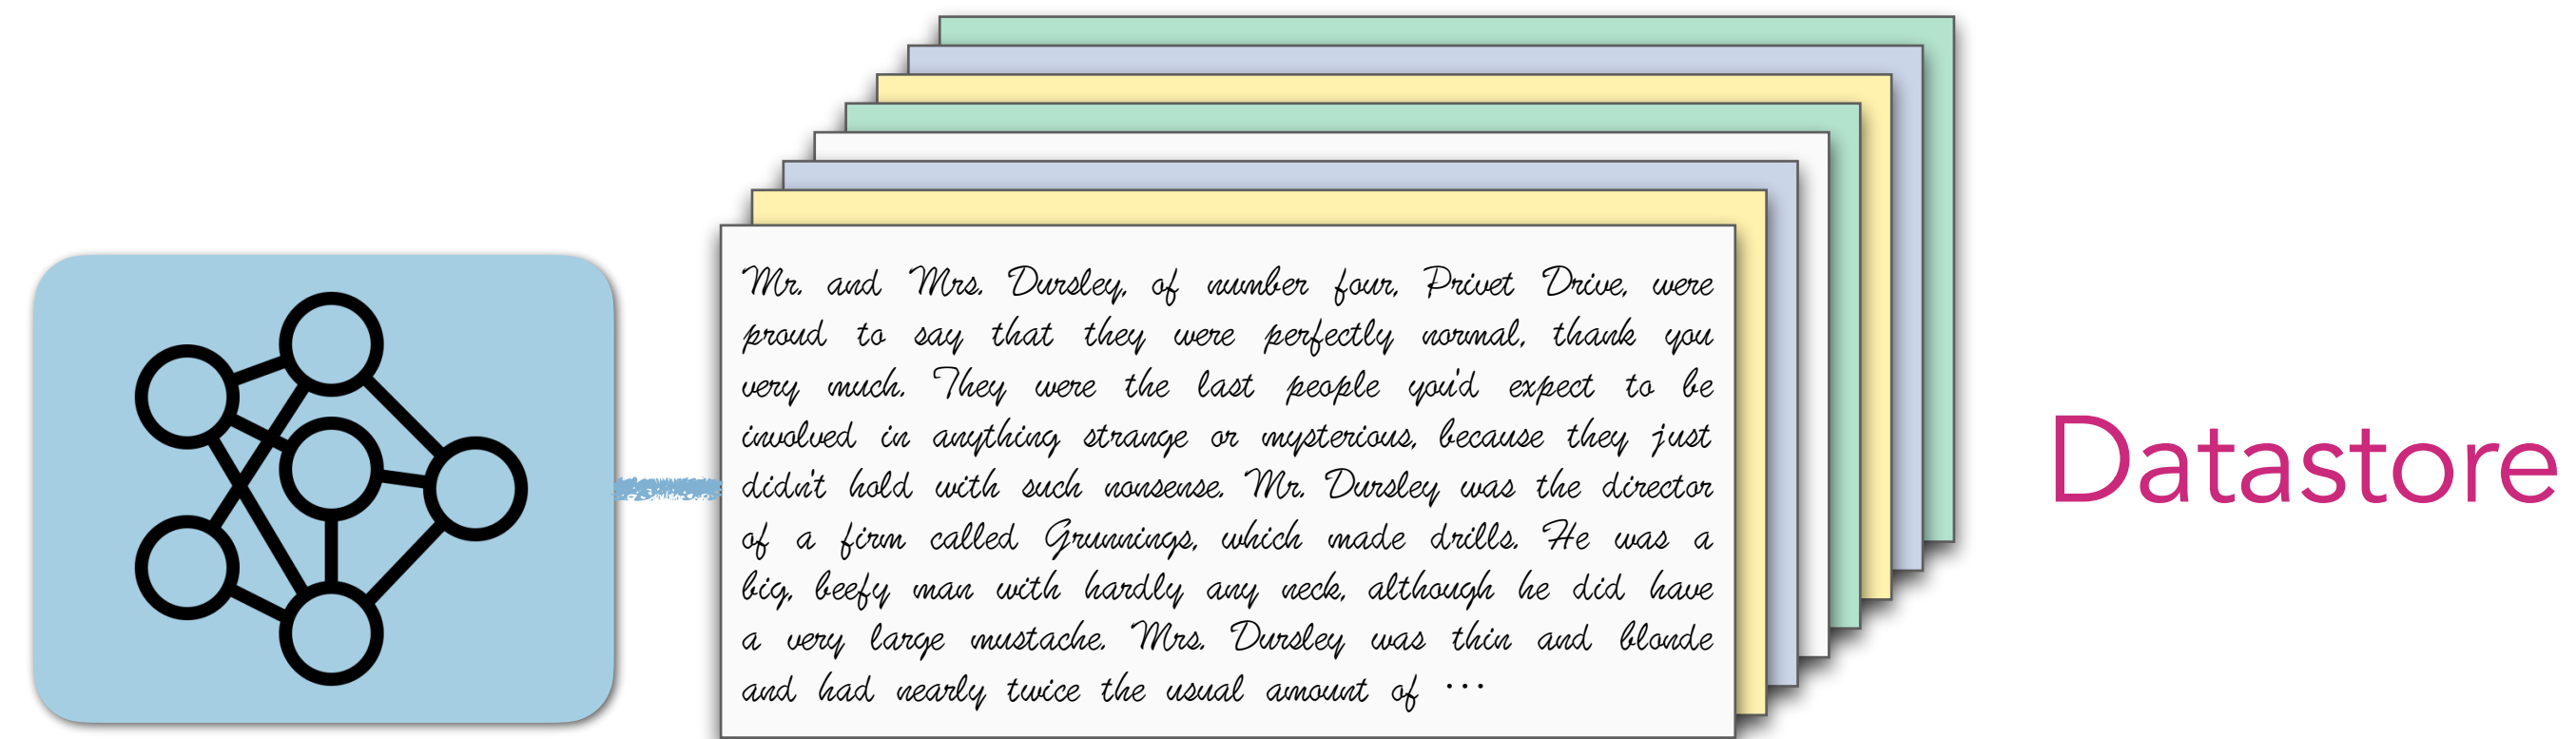 Mr. and Mrs. Dursley, of number four, Privet Drive, were
proud to say that they were perfectly normal, thank you
very much. They were the last people you'd expect to be
involved in anything strange or mysterious, because they just
didn't hold with such nonsense. Mr. Dursley was the director
of a firm called Grunnings, which made drills. He was a
big, beefy man with hardly any neck, although he did have
a very large mustache. Mrs. Dursley was thin and blonde
and had nearly twice the usual amount of ...
Datastore